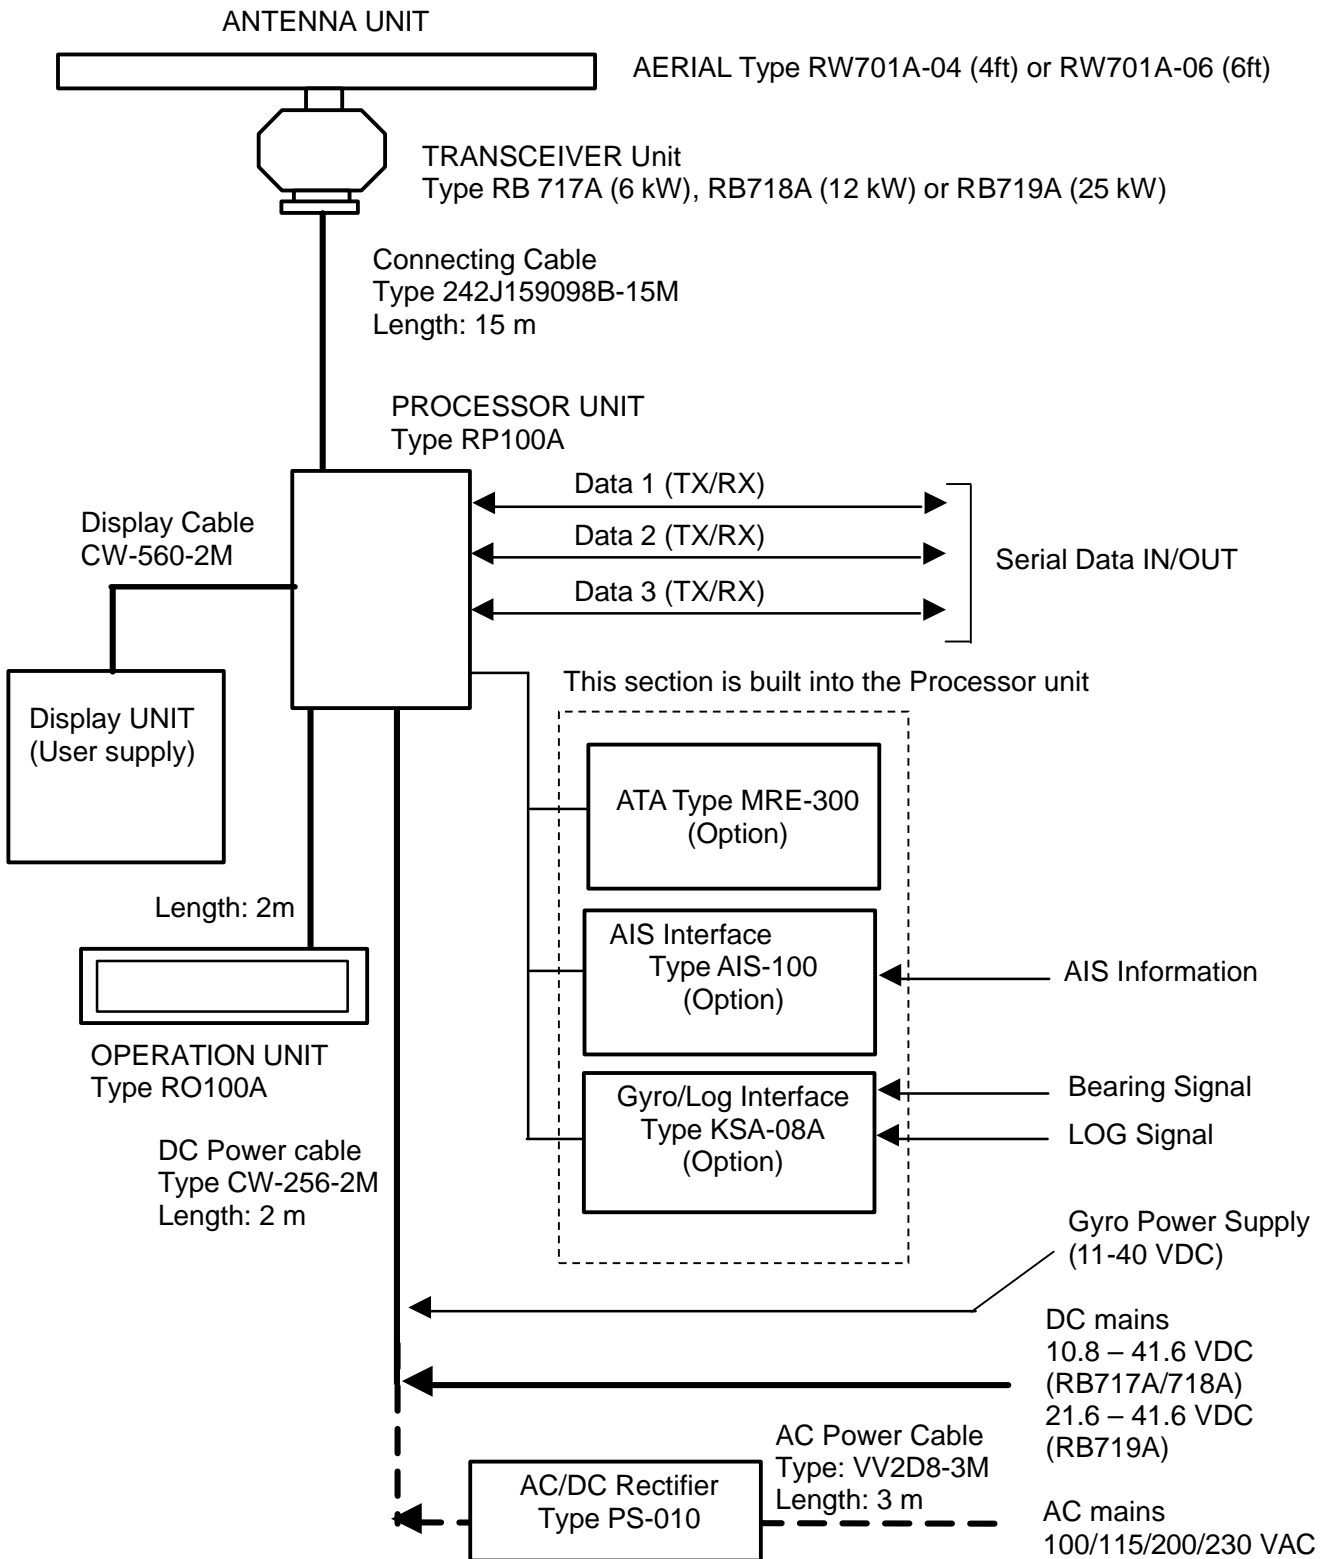 ANTENNA UNIT
AERIAL Type RW701A-04 (4ft) or RW701A-06 (6ft)
TRANSCEIVER Unit
Type RB 717A (6 kW), RB718A (12 kW) or RB719A (25 kW)
Connecting Cable
Type 242J159098B-15M
Length: 15 m
PROCESSOR UNIT
Type RP100A
Data 1 (TX/RX)
Data 2 (TX/RX)
Data 3 (TX/RX)
Serial Data IN/OUT
Display Cable
CW-560-2M
Display UNIT
(User supply)
This section is built into the Processor unit
ATA Type MRE-300
(Option)
Length: 2m
AIS Interface
Type AIS-100
(Option)
AIS Information
OPERATION UNIT
Type RO100A
Gyro/Log Interface
Type KSA-08A
(Option)
Bearing Signal
LOG Signal
DC Power cable
Type CW-256-2M
Length: 2 m
Gyro Power Supply
(11-40 VDC)
DC mains
10.8 – 41.6 VDC
(RB717A/718A)
21.6 – 41.6 VDC
(RB719A)
AC Power Cable
Type: VV2D8-3M
Length: 3 m
AC/DC Rectifier
Type PS-010
AC mains
100/115/200/230 VAC